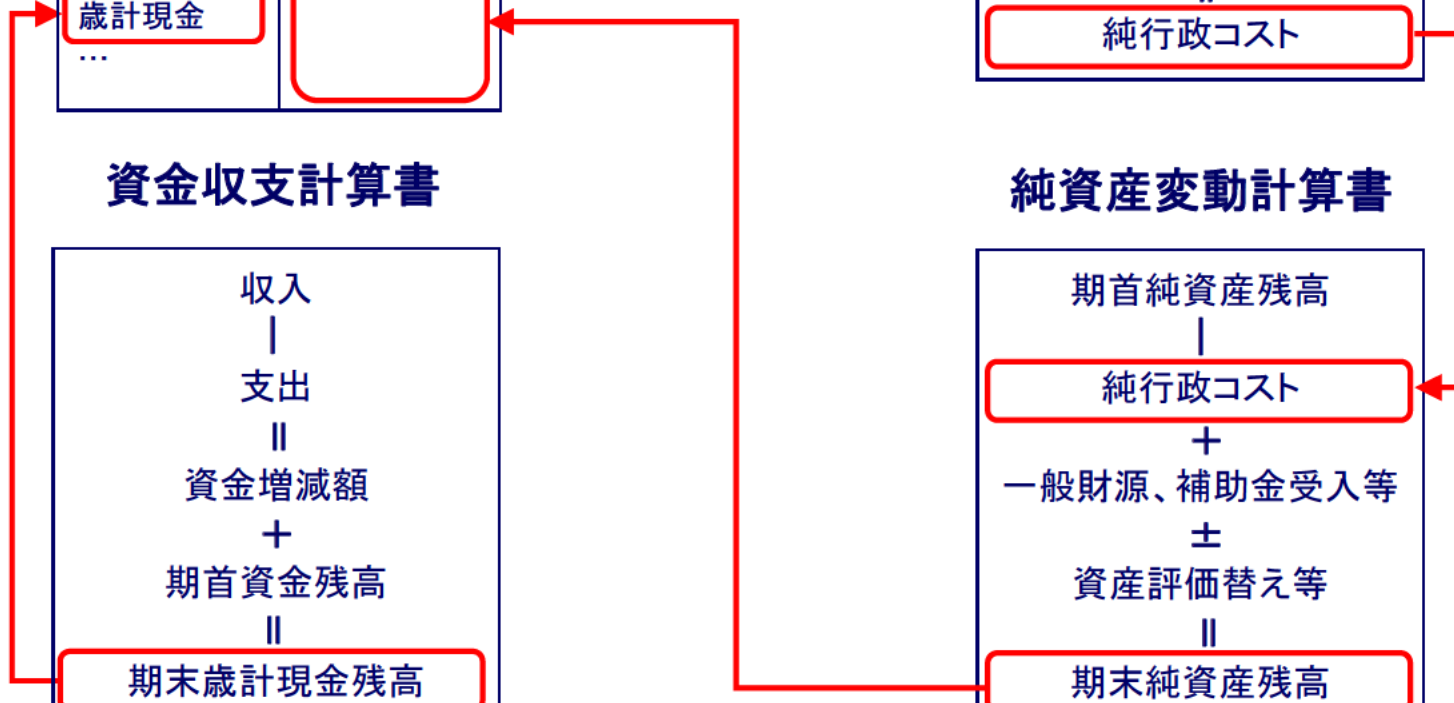 歳計現金
…
純行政コスト
資金収支計算書
収入
｜
支出
||
資金増減額
＋
期首資金残高
||
期末歳計現金残高
純資産変動計算書
期首純資産残高
｜
純行政コスト
＋
一般財源、補助金受入等
±
資産評価替え等
||
期末純資産残高